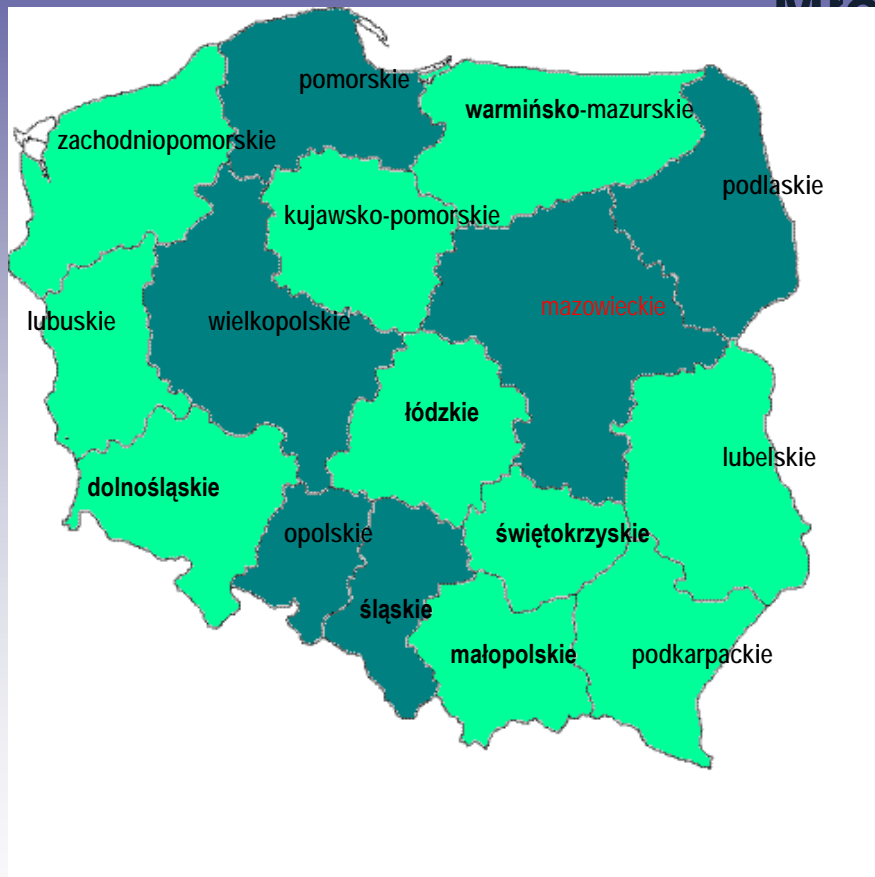 pomorskie
warmińsko-mazurskie
zachodniopomorskie
podlaskie
kujawsko-pomorskie
mazowieckie
lubuskie
wielkopolskie
łódzkie
lubelskie
dolnośląskie
opolskie
świętokrzyskie
śląskie
małopolskie
podkarpackie